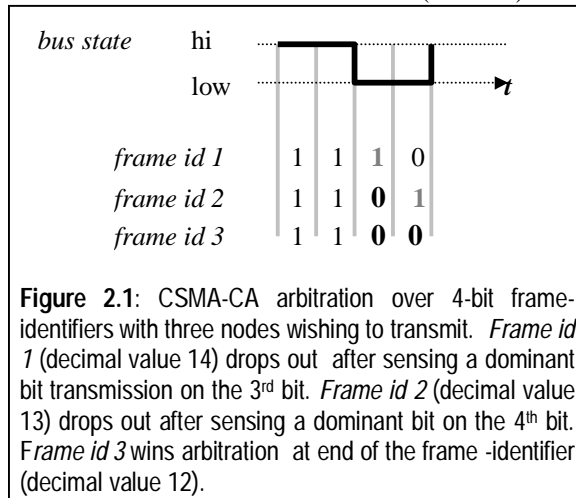 bus state hi
low t
frame id 1 1 1 1 0
frame id 2 1 1 0 1
frame id 3 1 1 0 0
Figure 2.1: CSMA-CA arbitration over 4-bit frame-
identifiers with three nodes wishing to transmit. Frame id
1 (decimal value 14) drops out after sensing a dominant
bit transmission on the 3rd bit. Frame id 2 (decimal value
13) drops out after sensing a dominant bit on the 4th bit.
Frame id 3 wins arbitration at end of the frame -identifier
(decimal value 12).